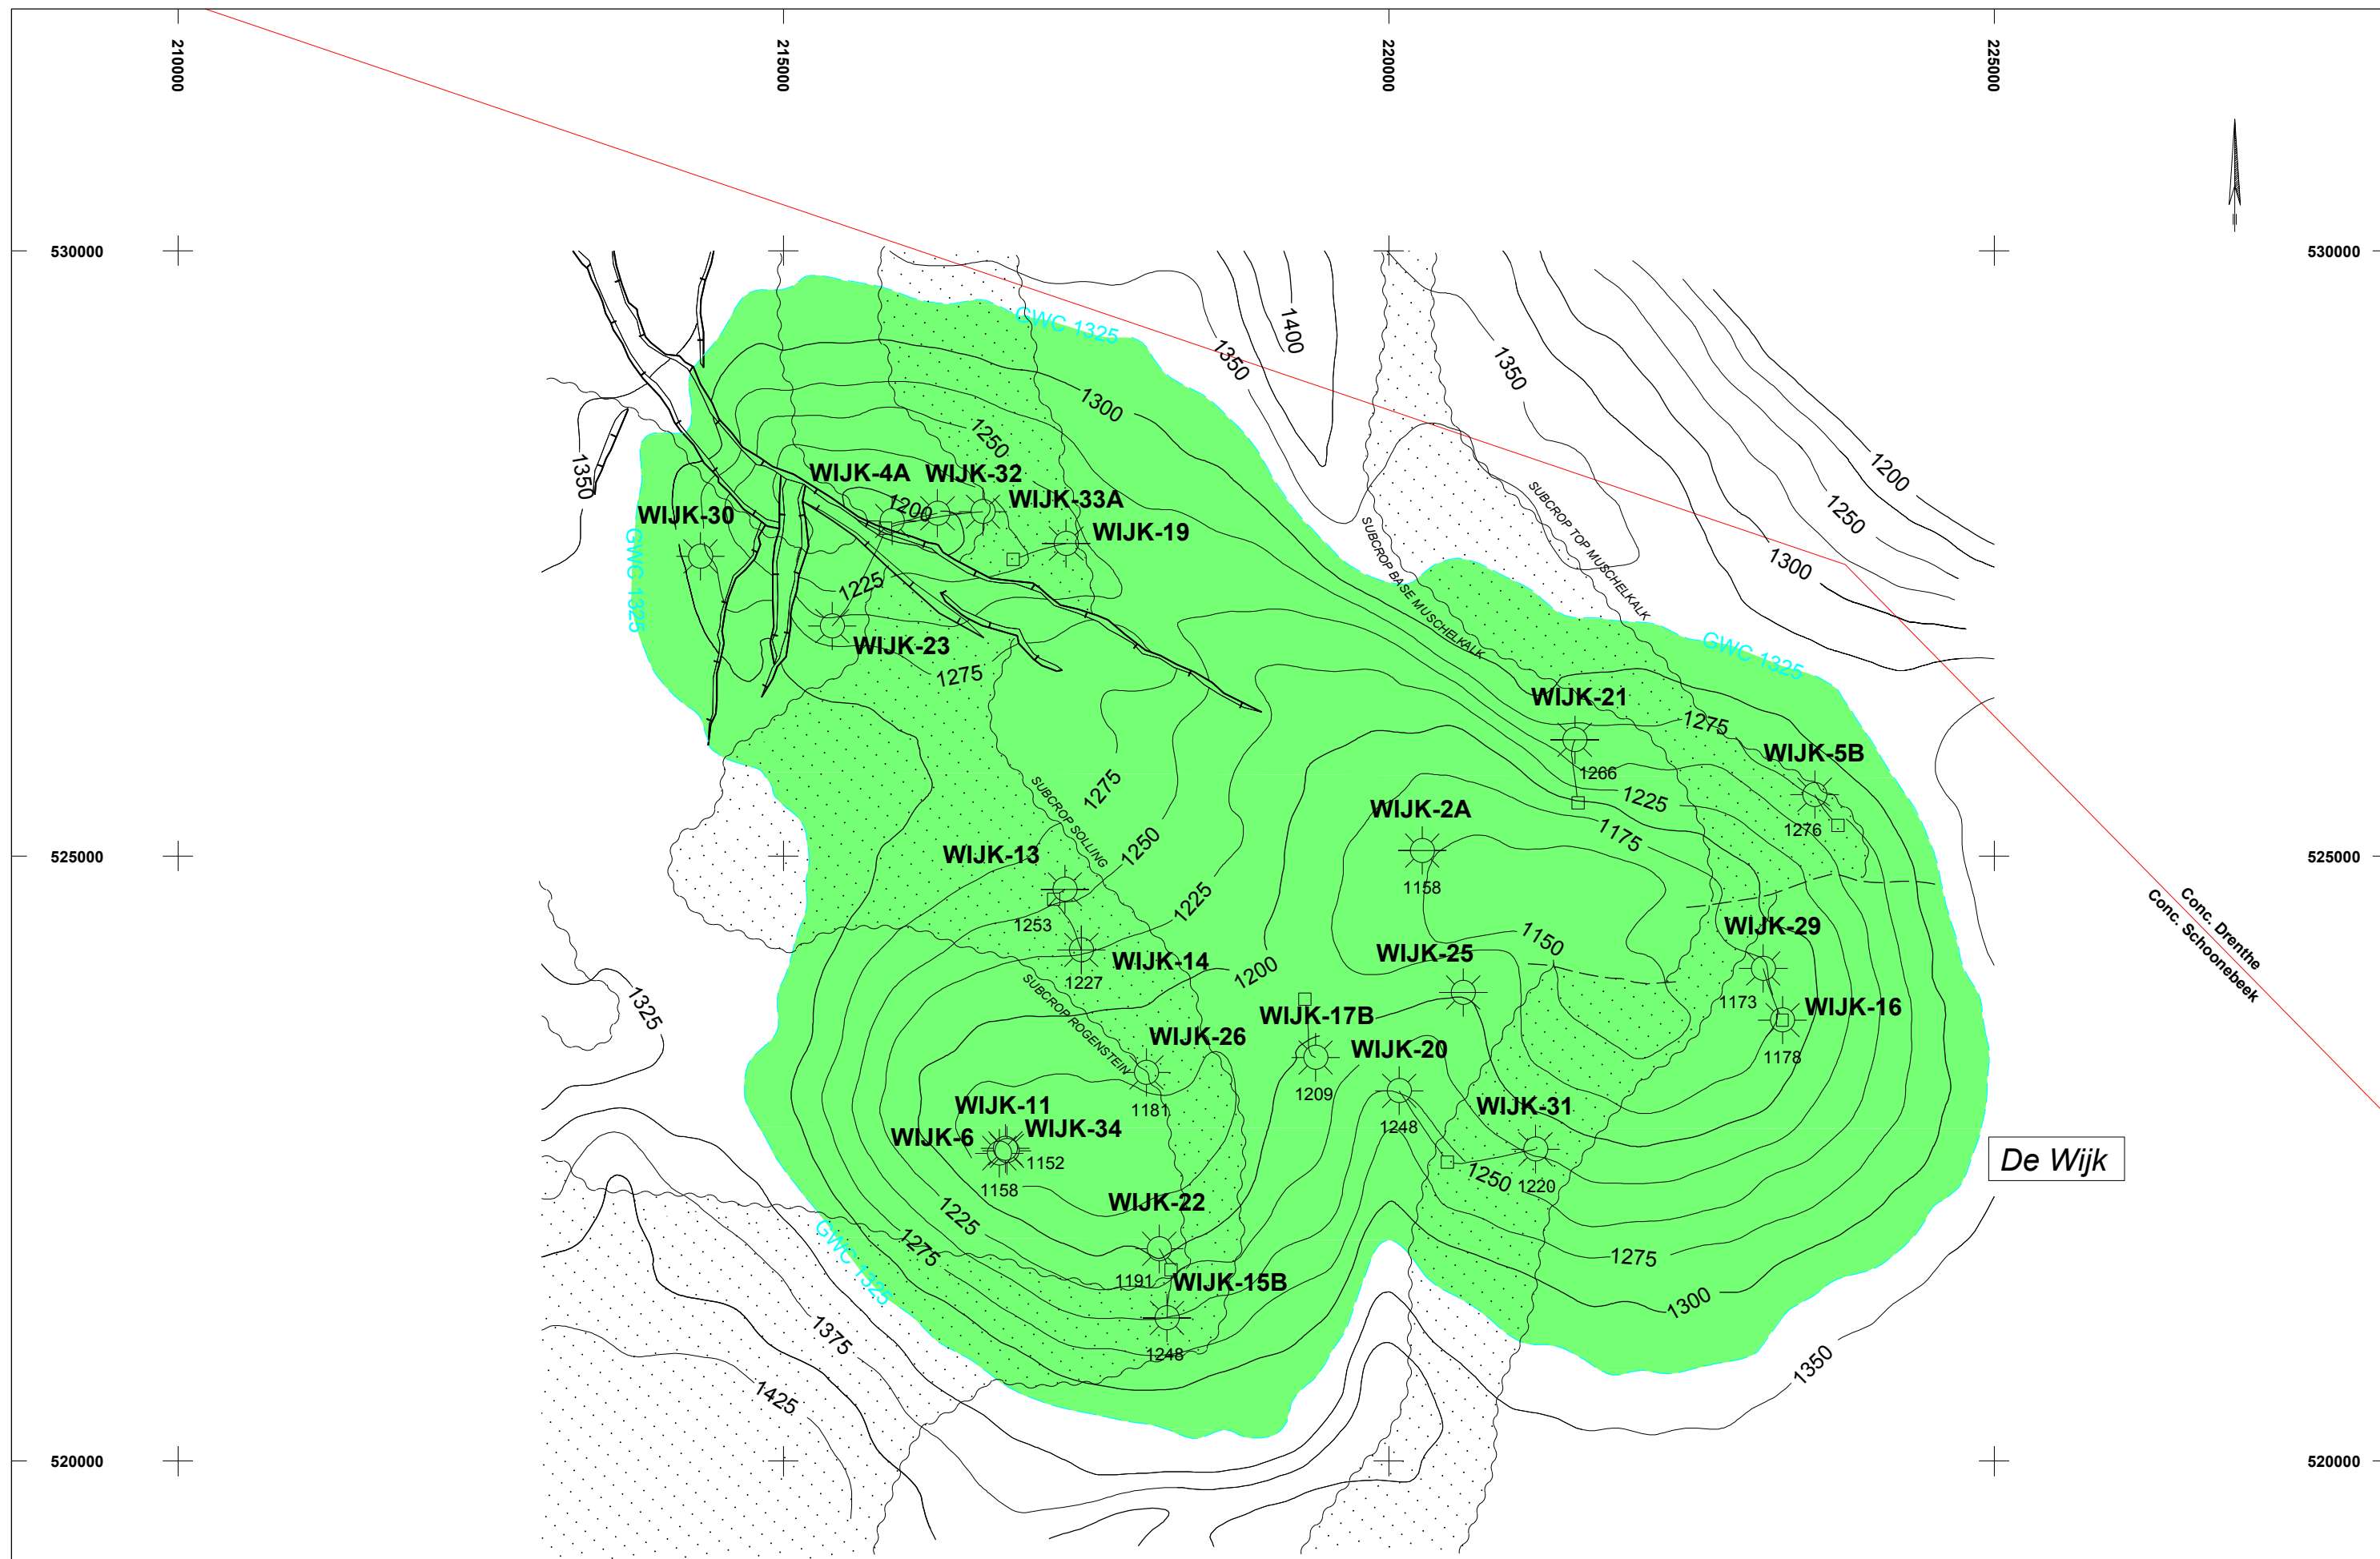 210000
215000
220000
225000
530000
530000
GWC 1325
1400
1350
1350
1300
1250
1200
1350
WIJK-4A
WIJK-32
1200
WIJK-33A
WIJK-30
WIJK-19
1250
SUBCROP TOP MUSCHELKALK
SUBCROP BASE MUSCHELKALK
1300
GWC 1325
1225
WIJK-23
1275
GWC 1325
WIJK-21
1275
WIJK-5B
1266
1225
1276
1275
SUBCROP SOLLING
WIJK-2A
1175
1158
525000
525000
WIJK-13
1250
1253
1225
WIJK-14
1227
1200
WIJK-25
1150
WIJK-29
1173
WIJK-16
1178
Conc. Drenthe
Conc. Schoonebeek
1325
SUBCROP ROGENSTEIN
WIJK-26
1181
WIJK-17B
1209
WIJK-20
1248
WIJK-31
1250
1220
WIJK-11
WIJK-34
WIJK-6
1152
1158
De Wijk
WIJK-22
1225
1275
1191
WIJK-15B
1248
GWC 1325
1275
1300
1375
1350
1425
520000
520000